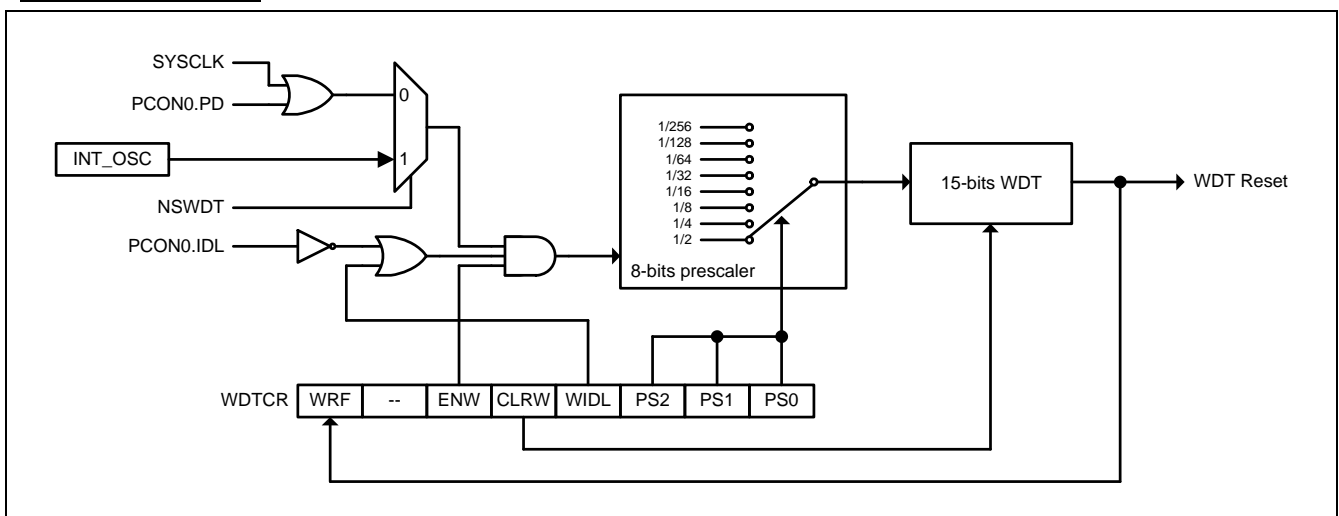 SYSCLK
PCON0.PD
0
INT_OSC
1
NSWDT
PCON0.IDL
1/256
1/128
1/64
1/32
1/16
1/8
1/4
1/2
8-bits prescaler
15-bits WDT
WDT Reset
WDTCR WRF -- ENW CLRW WIDL PS2 PS1 PS0